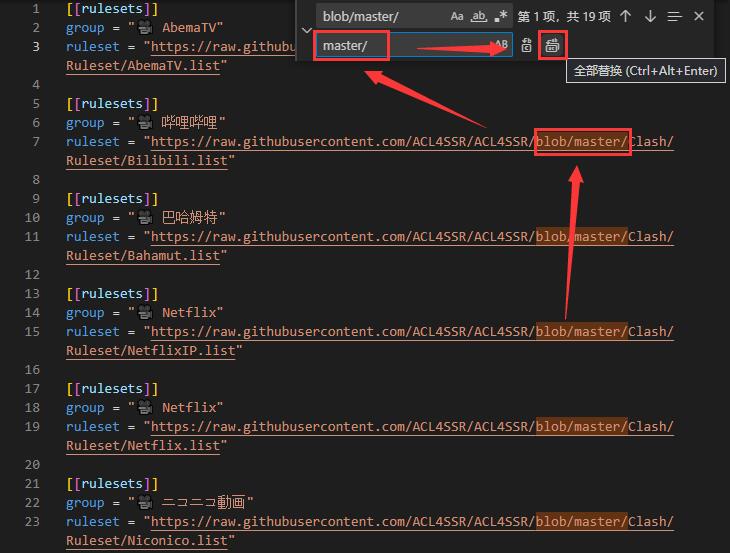 blob/master/ Aa ab .* 第 1 项，共 19 项
master/ AB
全部替换 (Ctrl+Alt+Enter)
1 [[rulesets]]
2 group = "🎥 AbemaTV"
3 ruleset = "https://raw.githubusercontent
Ruleset/AbemaTV.list"
4
5 [[rulesets]]
6 group = "🎥 哔哩哔哩"
7 ruleset = "https://raw.githubusercontent.com/ACL4SSR/ACL4SSR/blob/master/Clash/
Ruleset/Bilibili.list"
8
9 [[rulesets]]
10 group = "🎥 巴哈姆特"
11 ruleset = "https://raw.githubusercontent.com/ACL4SSR/ACL4SSR/blob/master/Clash/
Ruleset/Bahamut.list"
12
13 [[rulesets]]
14 group = "🎥 Netflix"
15 ruleset = "https://raw.githubusercontent.com/ACL4SSR/ACL4SSR/blob/master/Clash/
Ruleset/NetflixIP.list"
16
17 [[rulesets]]
18 group = "🎥 Netflix"
19 ruleset = "https://raw.githubusercontent.com/ACL4SSR/ACL4SSR/blob/master/Clash/
Ruleset/Netflix.list"
20
21 [[rulesets]]
22 group = "🎥 ニコニコ動画"
23 ruleset = "https://raw.githubusercontent.com/ACL4SSR/ACL4SSR/blob/master/Clash/
Ruleset/Niconico.list"